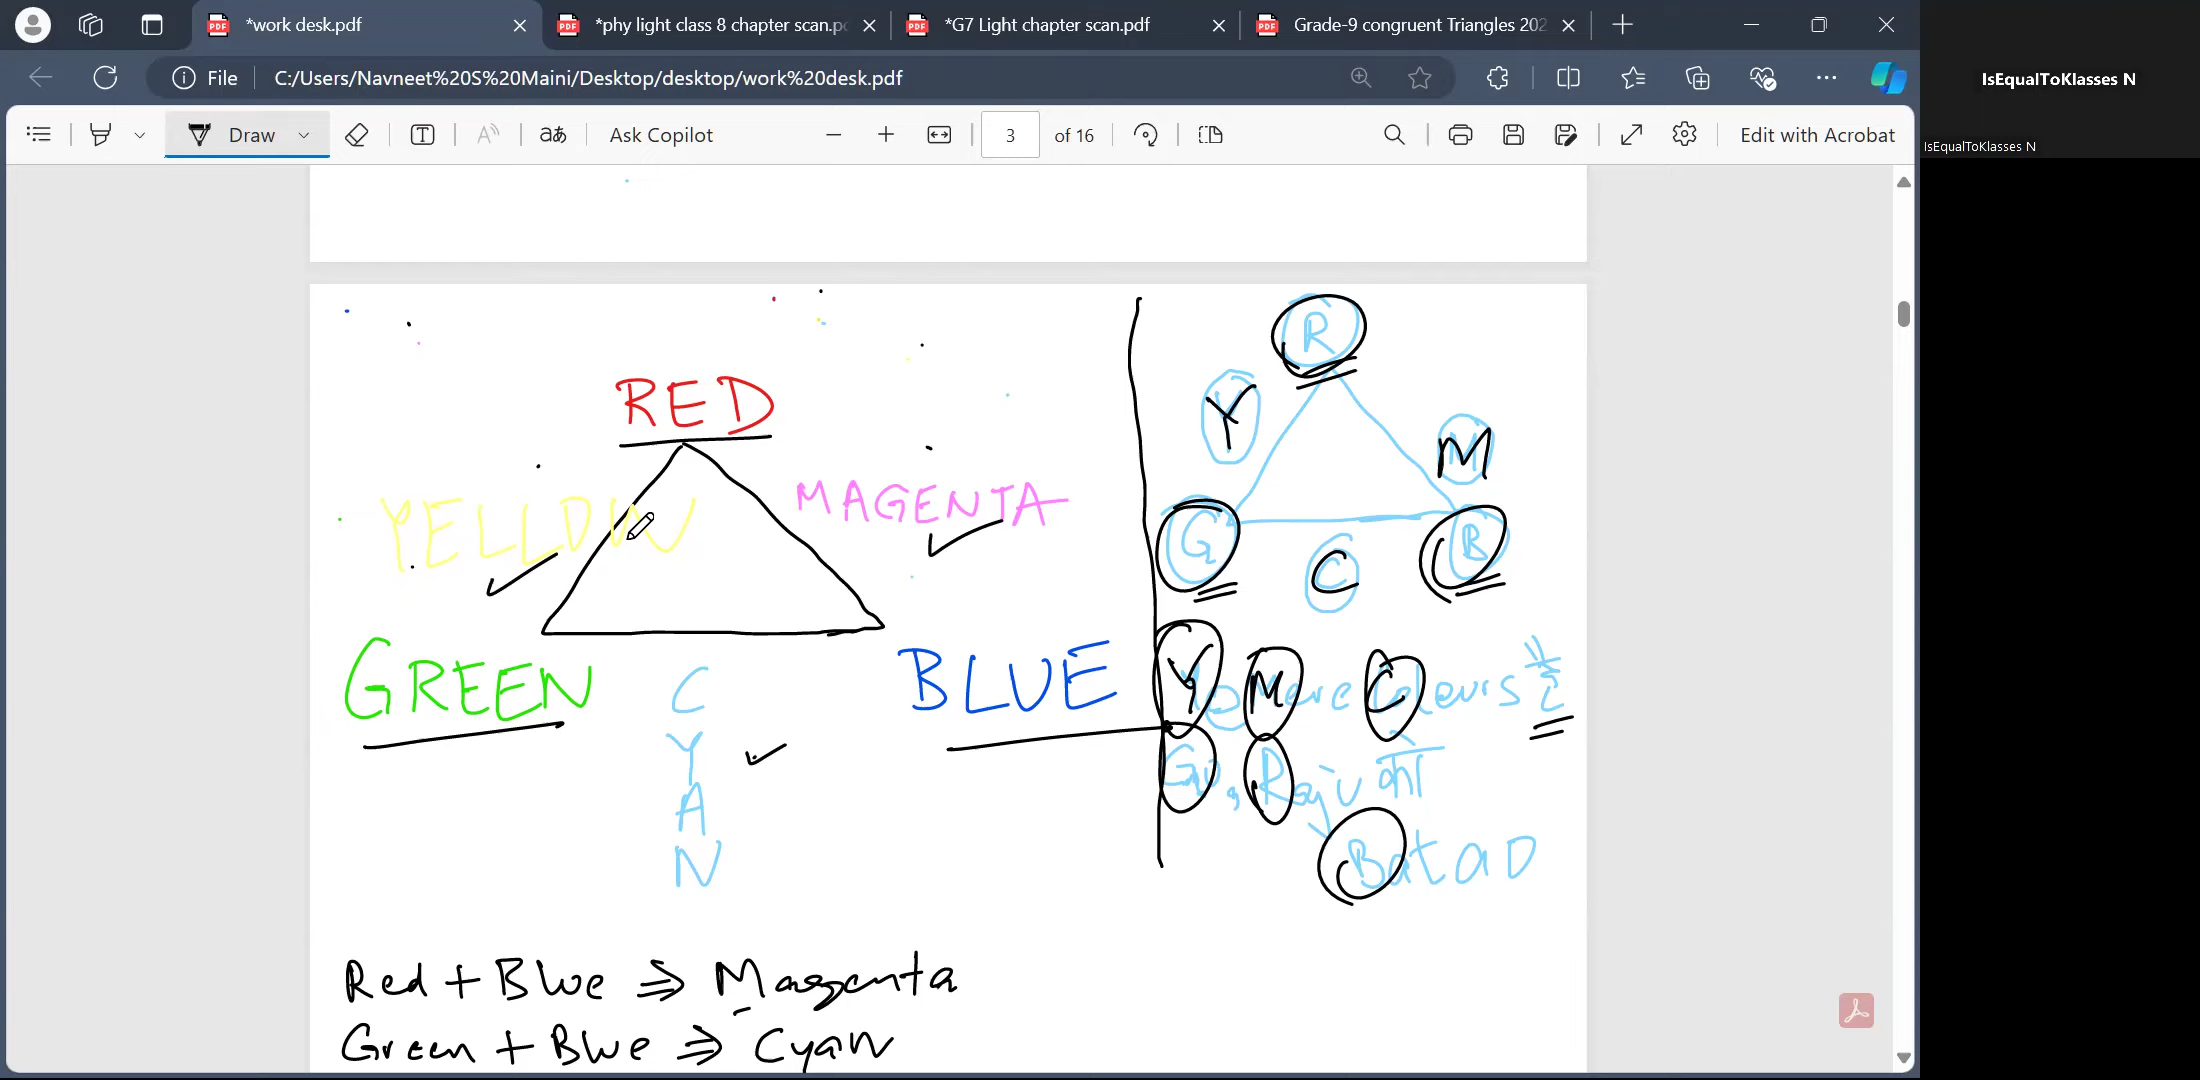 *work desk.pdf
*phy light class 8 chapter scan.p
*G7 Light chapter scan.pdf
Grade-9 congruent Triangles 202
File
C:/Users/Navneet%20S%20Maini/Desktop/desktop/work%20desk.pdf
IsEqualToKlasses N
Draw
Ask Copilot
3 of 16
Edit with Acrobat
IsEqualToKlasses N
R
RED
Y
M
YELLOW
MAGENTA
G
B
C
GREEN
BLUE
CYAN
Y M C
G R
B
Red + Blue ⇒ Magenta
Green + Blue ⇒ Cyan